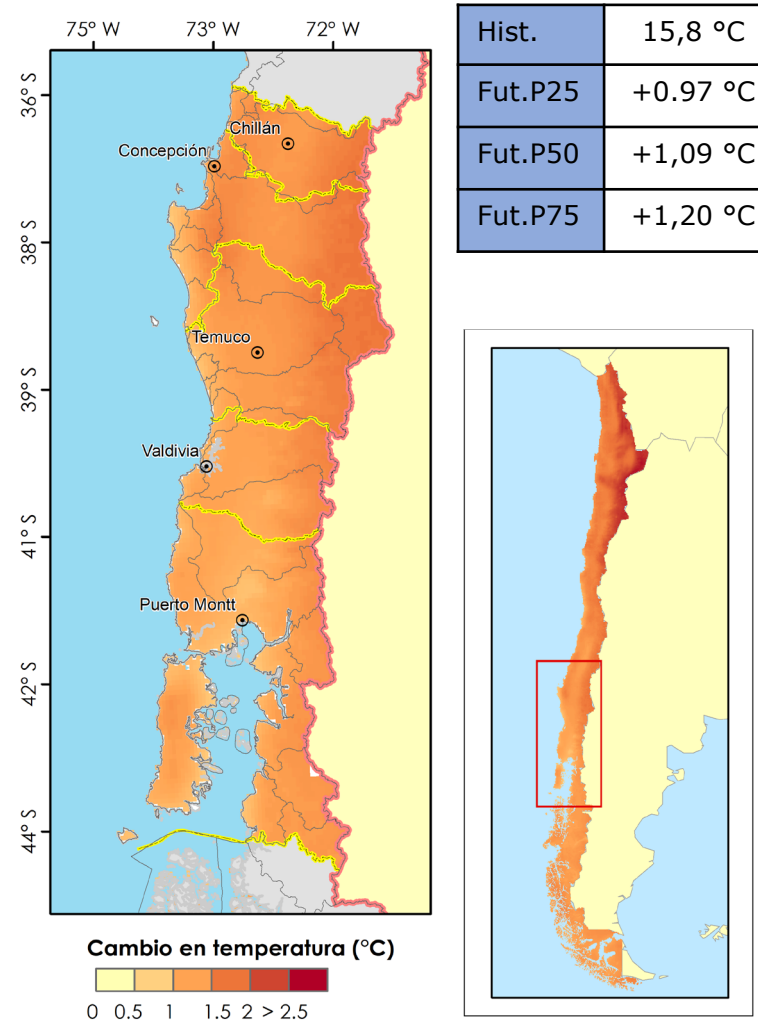 75° W 73° W 72° W
36° S
38° S
39° S
41° S
42° S
44° S
Chillán
Concepción
Temuco
Valdivia
Puerto Montt
Cambio en temperatura (°C)
0 0.5 1 1.5 2 > 2.5
Hist. 15,8 °C
Fut.P25 +0.97 °C
Fut.P50 +1,09 °C
Fut.P75 +1,20 °C